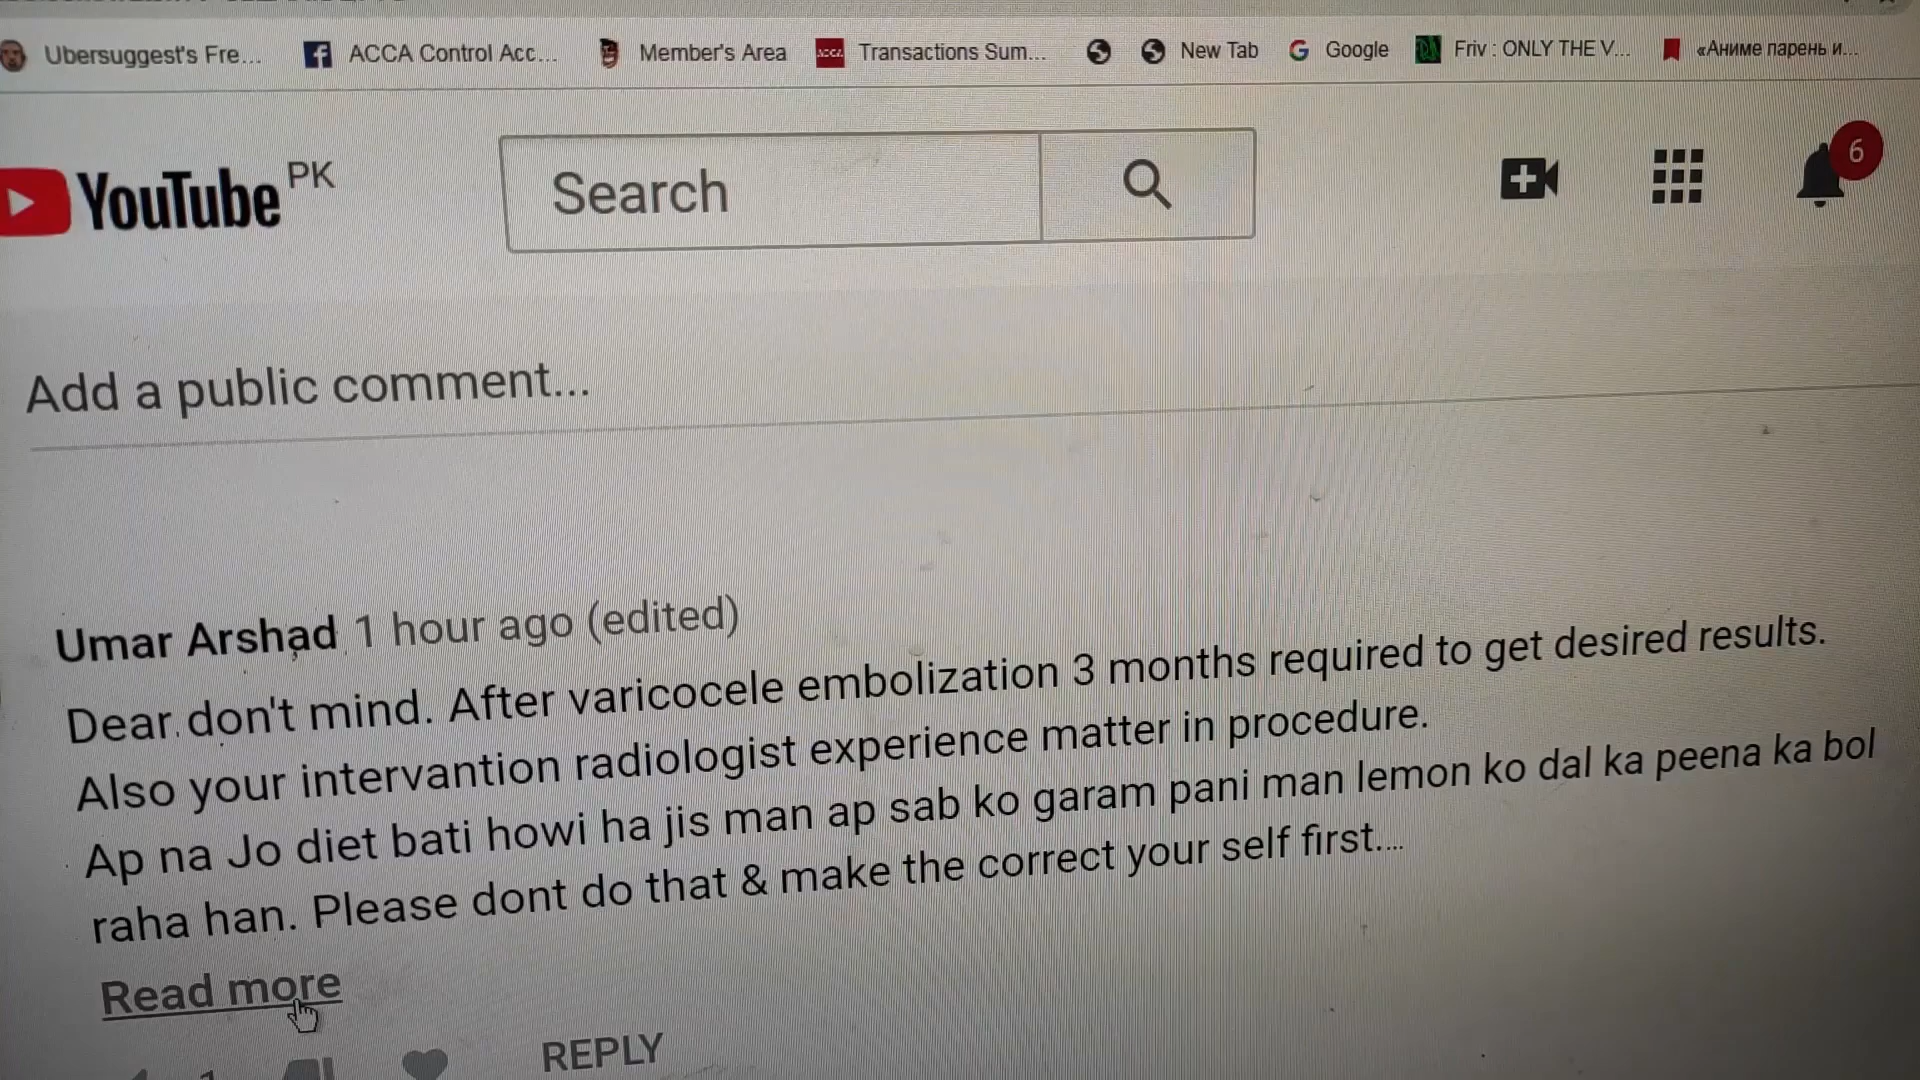 Ubersuggest's Fre...
ACCA Control Acc...
Member's Area
ACCA
Transactions Sum...
New Tab
Google
Friv : ONLY THE V...
«Аниме парень и...
YouTube PK
Search
6
Add a public comment...
Umar Arshad 1 hour ago (edited)
Dear don't mind. After varicocele embolization 3 months required to get desired results.
Also your intervantion radiologist experience matter in procedure.
Ap na Jo diet bati howi ha jis man ap sab ko garam pani man lemon ko dal ka peena ka bol
raha han. Please dont do that & make the correct your self first....
Read more
REPLY